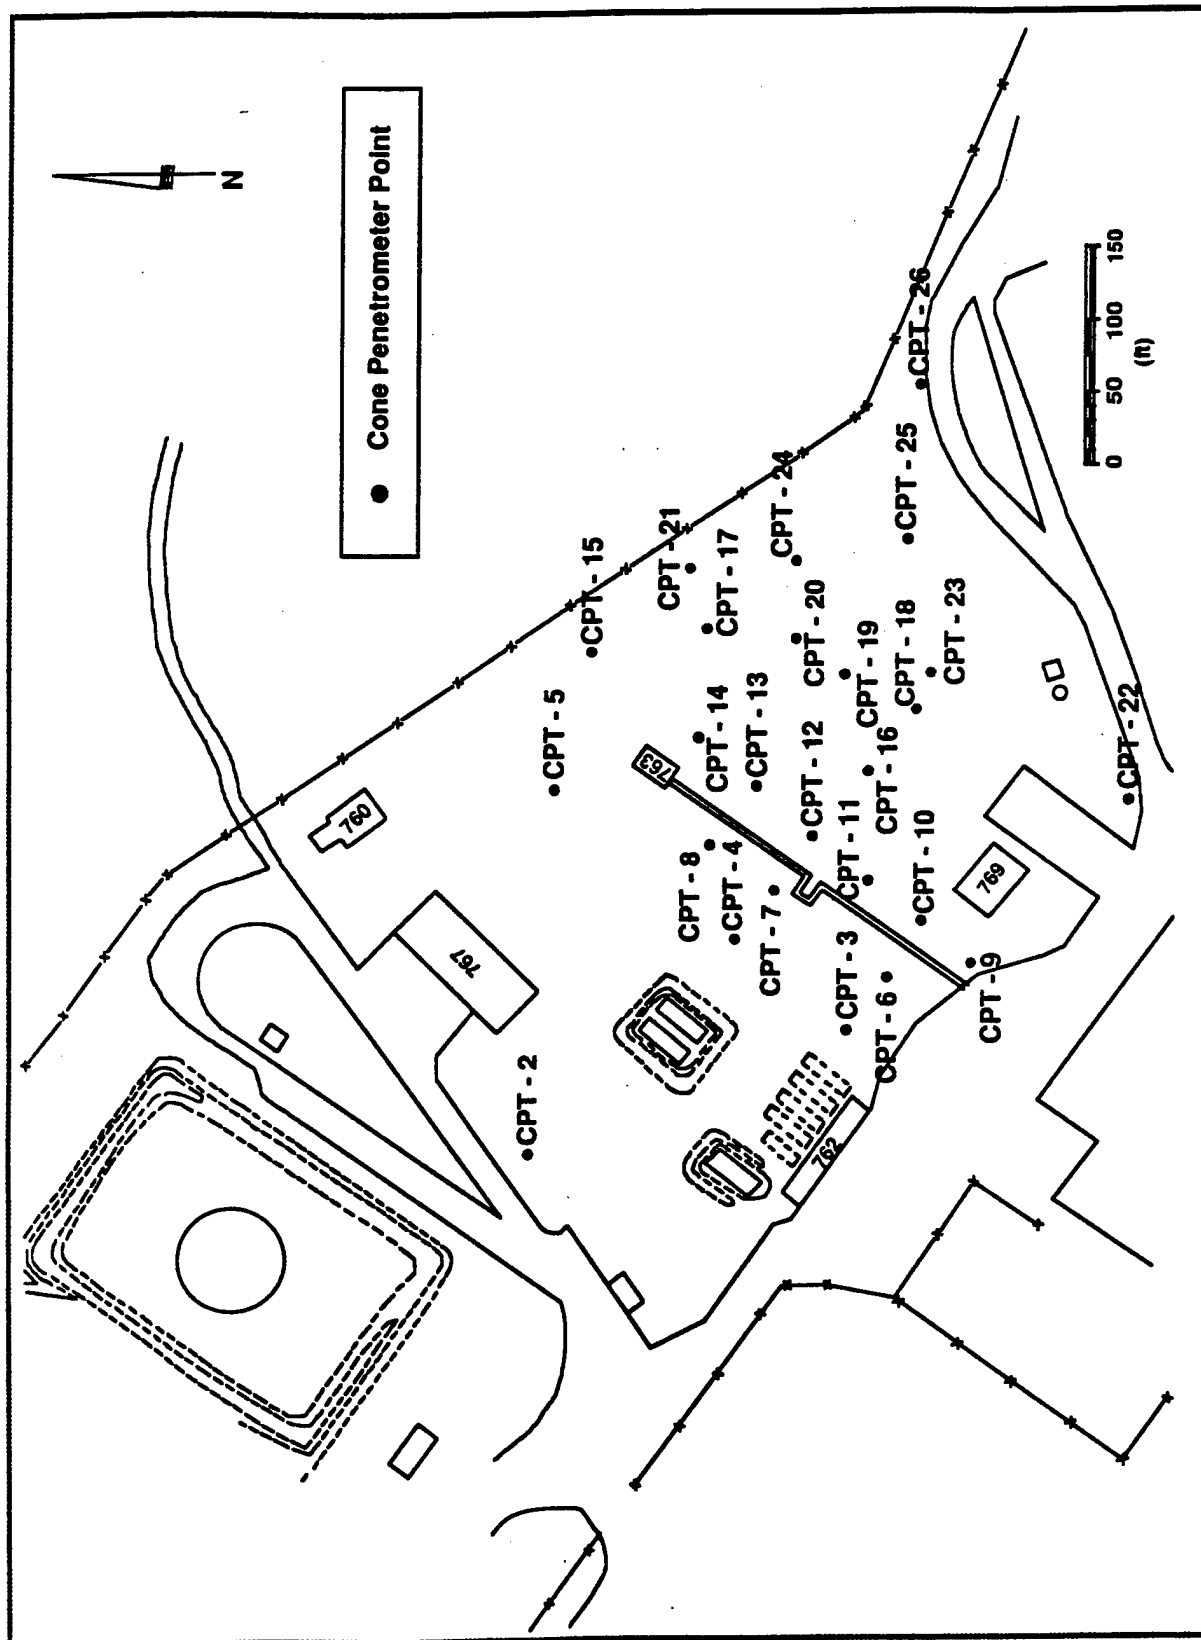 N
● Cone Penetrometer Point
CPT - 15
CPT - 21
CPT - 17
CPT - 24
CPT - 26
CPT - 25
CPT - 5
CPT - 14
CPT - 13
CPT - 20
CPT - 19
CPT - 18
CPT - 23
CPT - 12
CPT - 16
CPT - 11
CPT - 10
CPT - 22
CPT - 8
CPT - 4
CPT - 7
CPT - 3
CPT - 6
CPT - 9
CPT - 2
760
767
763
769
762
0 50 100 150
(ft)